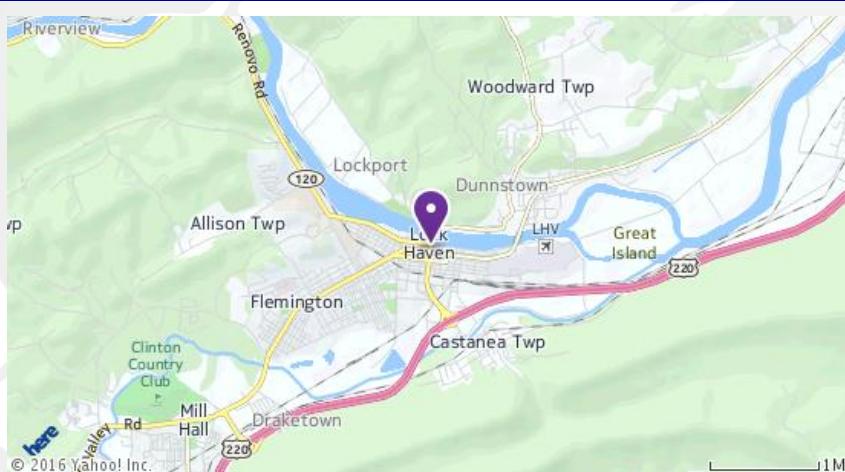 Riverview
Renovo Rd
Woodward Twp
Lockport
120
Dunnstown
wp
Allison Twp
Lock
Haven
LHV
Great
Island
220
Flemington
Castanea Twp
Clinton
Country
Club
Mill
Hall
Draketown
Valley
Rd
220
here
© 2016 Yahoo! Inc.
1M